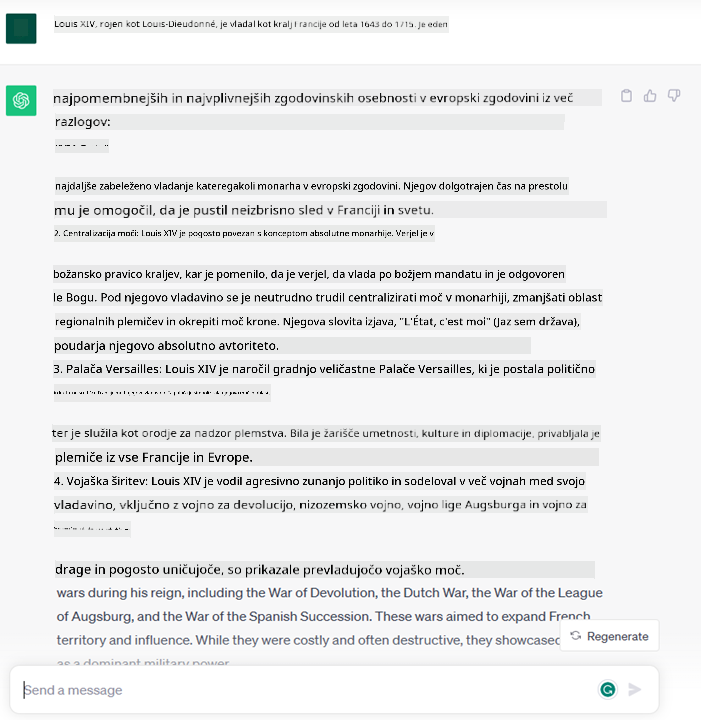 Louis XIV, rojen kot Louis-Dieudonné, je vladal kot kralj Francije od leta 1643 do 1715. Je eden
najpomembnejših in najvplivnejših zgodovinskih osebnosti v evropski zgodovini iz več
razlogov:
najdaljše zabeleženo vladanje kateregakoli monarha v evropski zgodovini. Njegov dolgotrajen čas na prestolu
mu je omogočil, da je pustil neizbrisno sled v Franciji in svetu.
2. Centralizacija moči: Louis XIV je pogosto povezan s konceptom absolutne monarhije. Verjel je v
božansko pravico kraljev, kar je pomenilo, da je verjel, da vlada po božjem mandatu in je odgovoren
le Bogu. Pod njegovo vladavino se je neutrudno trudil centralizirati moč v monarhiji, zmanjšati oblast
regionalnih plemičev in okrepiti moč krone. Njegova slovita izjava, "L'État, c'est moi" (Jaz sem država),
poudarja njegovo absolutno avtoriteto.
3. Palača Versailles: Louis XIV je naročil gradnjo veličastne Palače Versailles, ki je postala politično
ter je služila kot orodje za nadzor plemstva. Bila je žarišče umetnosti, kulture in diplomacije, privabljala je
plemiče iz vse Francije in Evrope.
4. Vojaška širitev: Louis XIV je vodil agresivno zunanjo politiko in sodeloval v več vojnah med svojo
vladavino, vključno z vojno za devolucijo, nizozemsko vojno, vojno lige Augsburga in vojno za
drage in pogosto uničujoče, so prikazale prevladujočo vojaško moč.
wars during his reign, including the War of Devolution, the Dutch War, the War of the League
of Augsburg, and the War of the Spanish Succession. These wars aimed to expand French
territory and influence. While they were costly and often destructive, they showcased
Regenerate
as a dominant military power.
Send a message